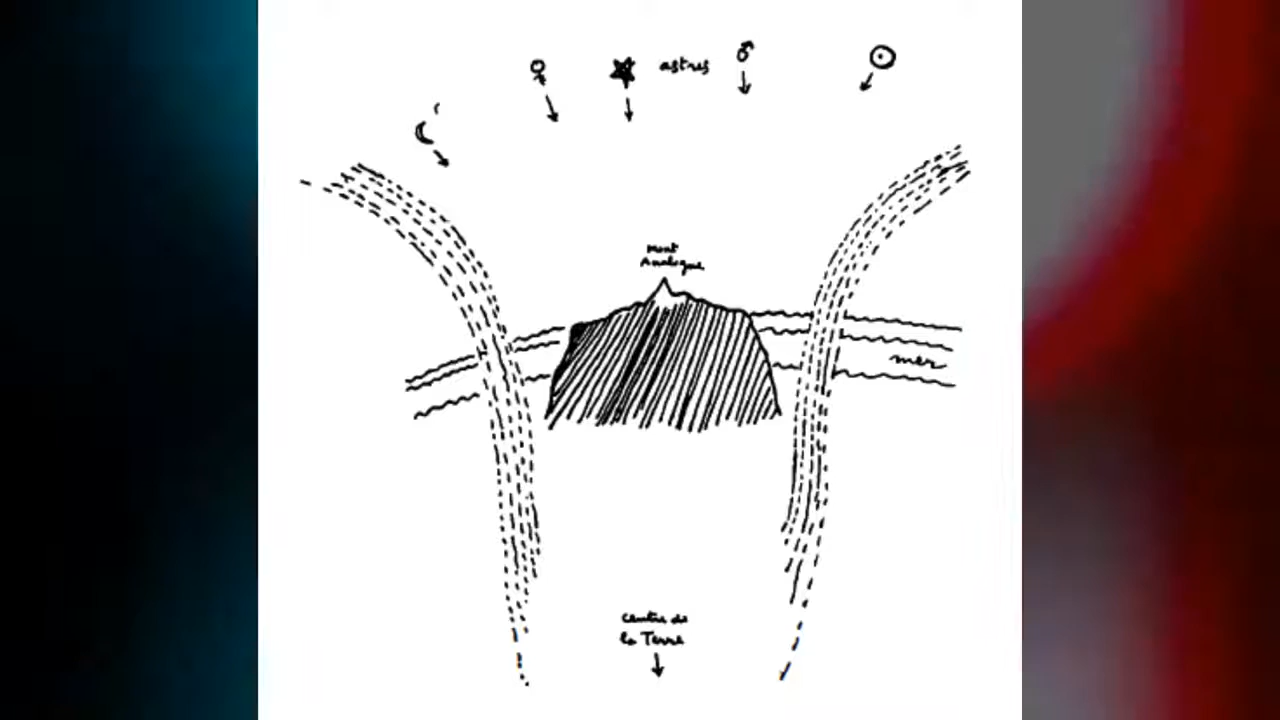 astres
Mont
Analogue
mer
centre de
la Terre